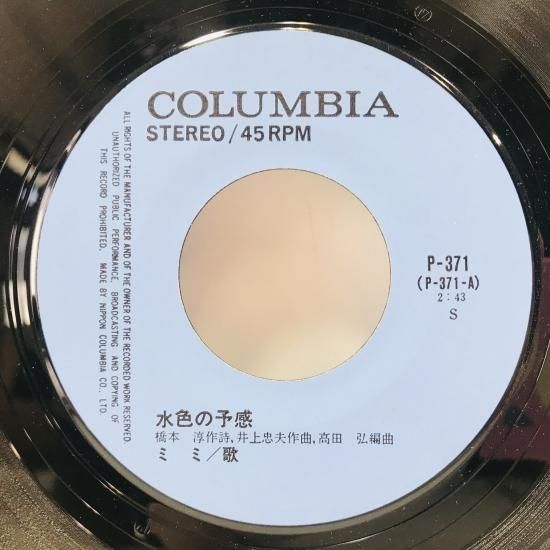 COLUMBIA
STEREO/45 RPM
ALL RIGHTS OF THE MANUFACTURER AND OF THE OWNER OF THE RECORDED WORK RESERVED.
UNAUTHORIZED PUBLIC PERFORMANCE, BROADCASTING AND COPYING OF
THIS RECORD PROHIBITED. MADE BY NIPPON COLUMBIA CO., LTD.
P-371
(P-371-A)
2:43
S
水色の予感
橋本 淳作詩, 井上忠夫作曲, 高田 弘編曲
ミ ミ/歌